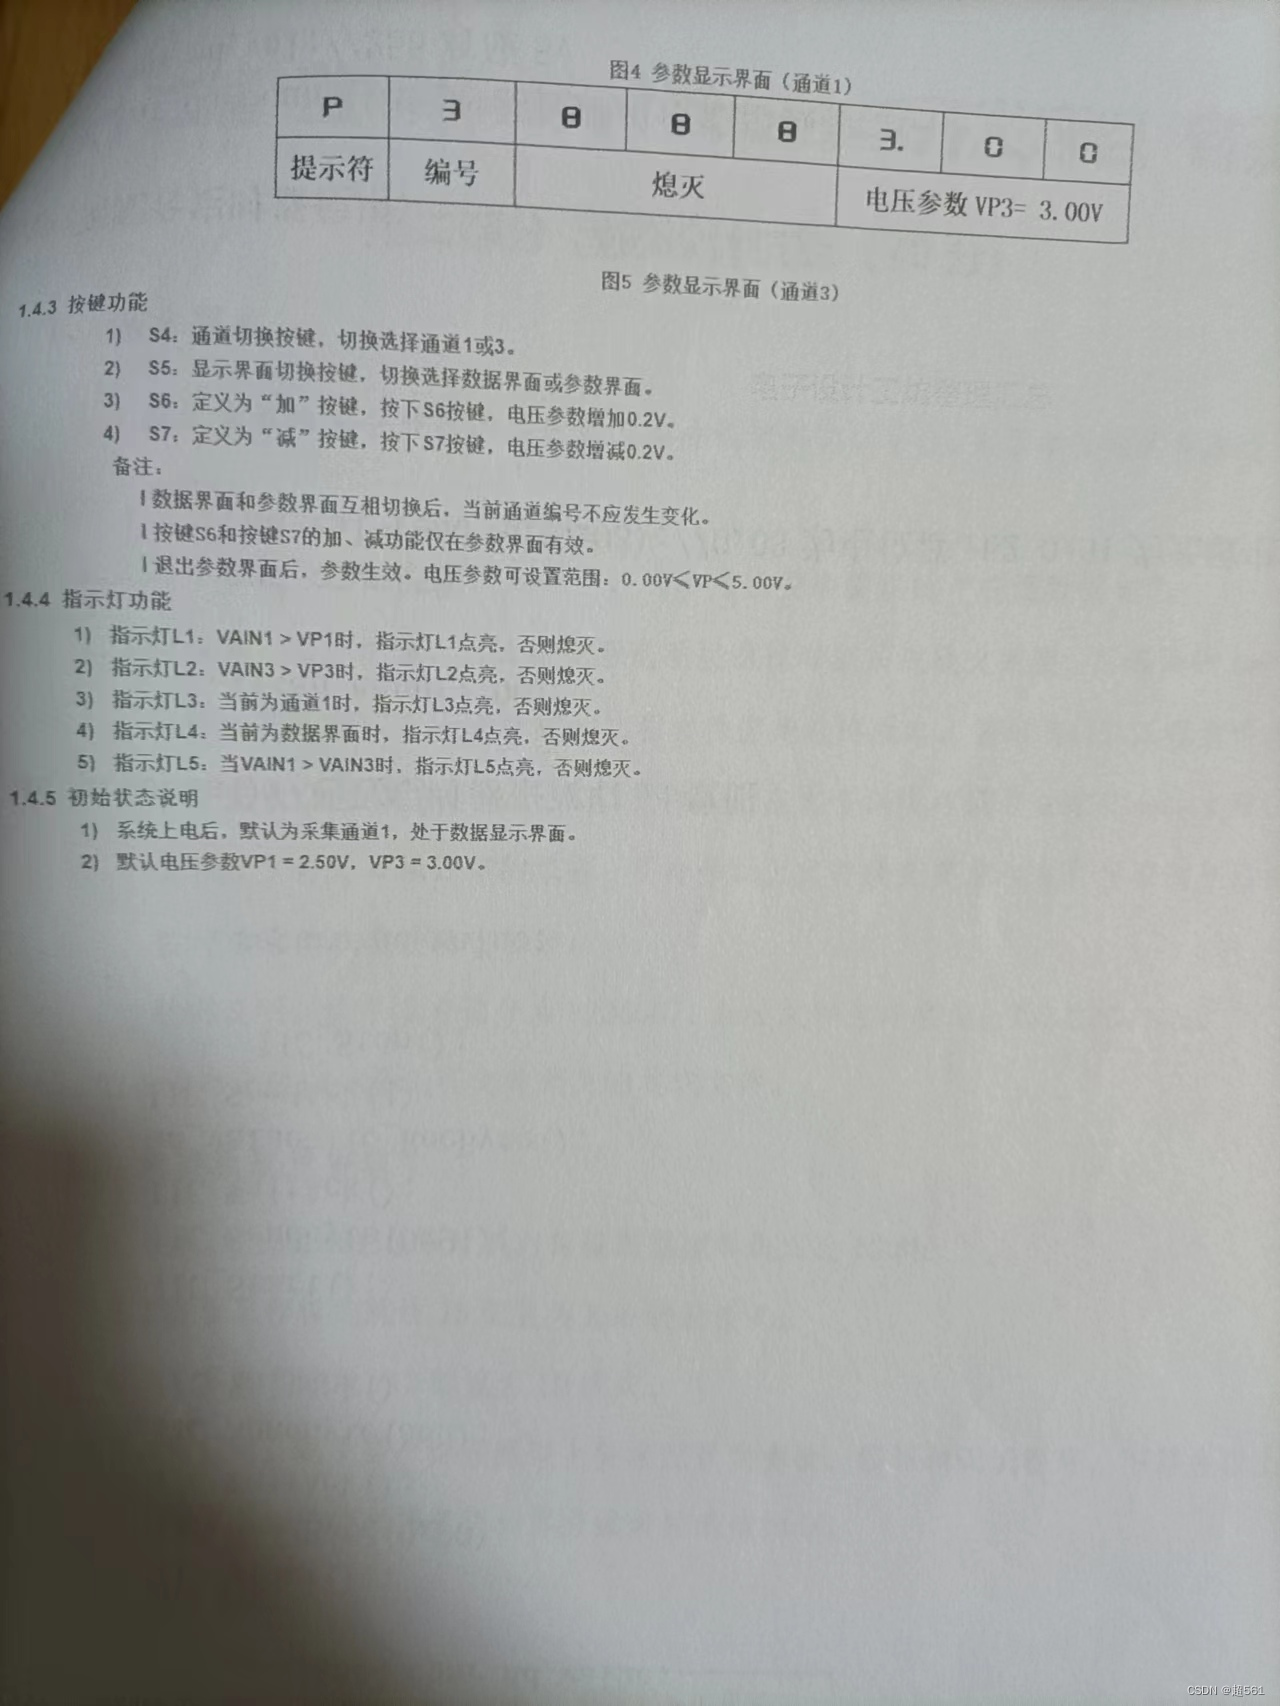 图4 参数显示界面（通道1）
P 3 8 8 8 3. 0 0
提示符 编号 熄灭 电压参数 VP3= 3.00V
图5 参数显示界面（通道3）
1.4.3 按键功能
1) S4：通道切换按键，切换选择通道1或3。
2) S5：显示界面切换按键，切换选择数据界面或参数界面。
3) S6：定义为“加”按键，按下S6按键，电压参数增加0.2V。
4) S7：定义为“减”按键，按下S7按键，电压参数增减0.2V。
备注：
l 数据界面和参数界面互相切换后，当前通道编号不应发生变化。
l 按键S6和按键S7的加、减功能仅在参数界面有效。
l 退出参数界面后，参数生效。电压参数可设置范围：0.00V≤VP≤5.00V。
1.4.4 指示灯功能
1) 指示灯L1：VAIN1 > VP1时，指示灯L1点亮，否则熄灭。
2) 指示灯L2：VAIN3 > VP3时，指示灯L2点亮，否则熄灭。
3) 指示灯L3：当前为通道1时，指示灯L3点亮，否则熄灭。
4) 指示灯L4：当前为数据界面时，指示灯L4点亮，否则熄灭。
5) 指示灯L5：当VAIN1 > VAIN3时，指示灯L5点亮，否则熄灭。
1.4.5 初始状态说明
1) 系统上电后，默认为采集通道1，处于数据显示界面。
2) 默认电压参数VP1 = 2.50V，VP3 = 3.00V。
CSDN @超561